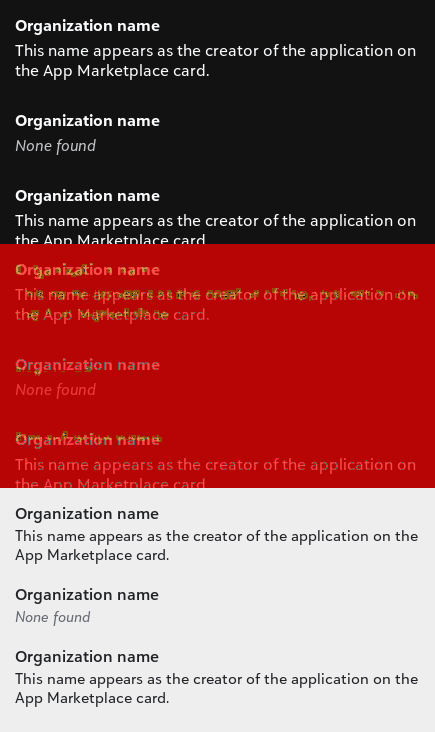 Organization name
This name appears as the creator of the application on
the App Marketplace card.
Organization name
None found
Organization name
This name appears as the creator of the application on
the App Marketplace card
Organization name
This name appears as the creator of the application on
the App Marketplace card.
Organization name
None found
Organization name
This name appears as the creator of the application on
the App Marketplace card
Organization name
This name appears as the creator of the application on the
App Marketplace card.
Organization name
None found
Organization name
This name appears as the creator of the application on the
App Marketplace card.